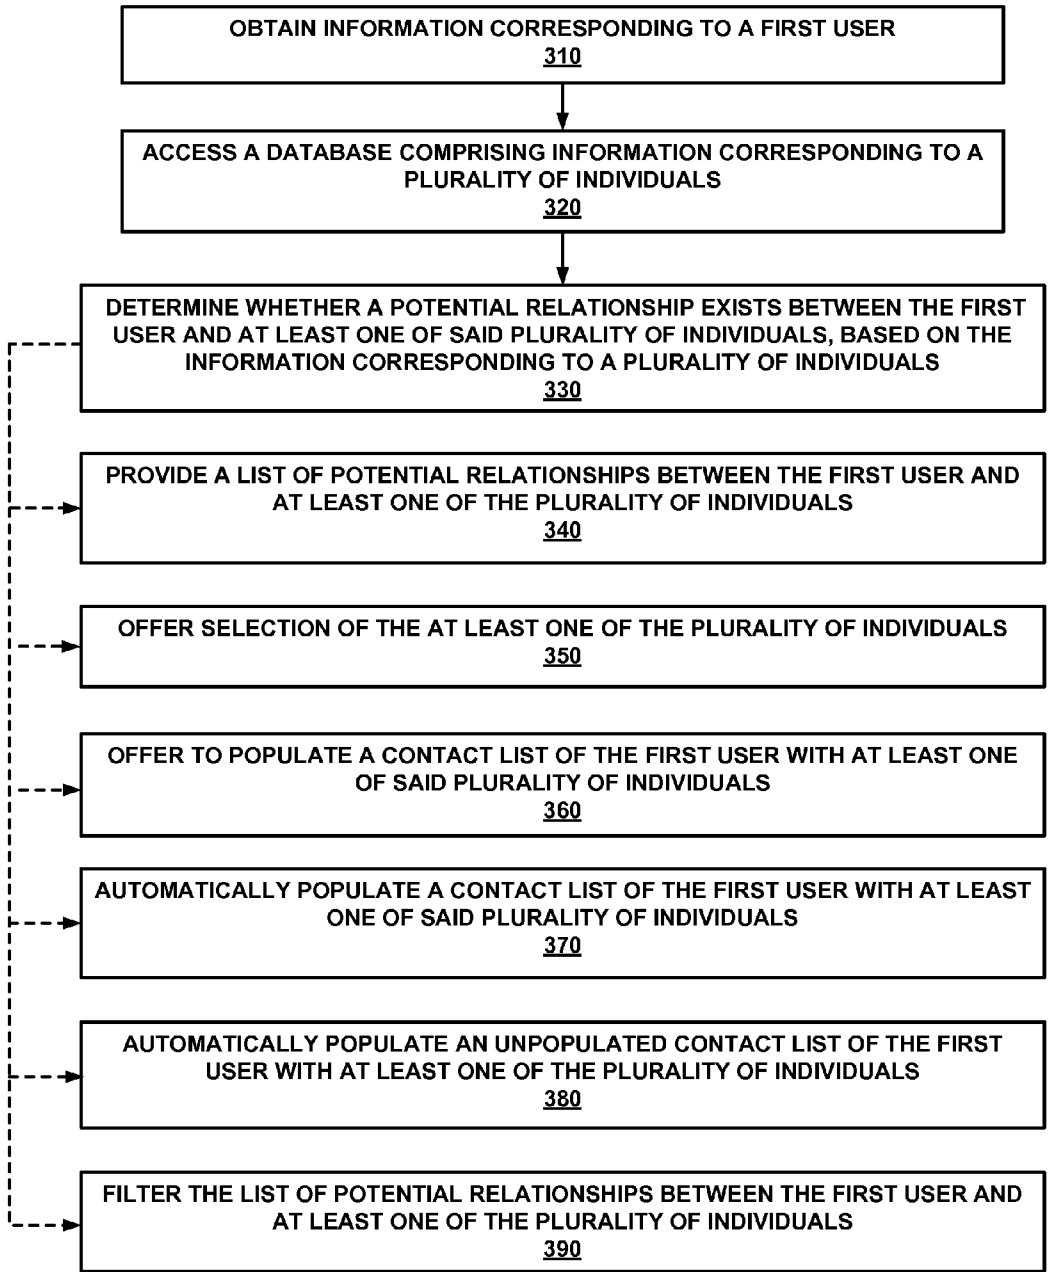 OBTAIN INFORMATION CORRESPONDING TO A FIRST USER
310
ACCESS A DATABASE COMPRISING INFORMATION CORRESPONDING TO A
PLURALITY OF INDIVIDUALS
320
DETERMINE WHETHER A POTENTIAL RELATIONSHIP EXISTS BETWEEN THE FIRST
USER AND AT LEAST ONE OF SAID PLURALITY OF INDIVIDUALS, BASED ON THE
INFORMATION CORRESPONDING TO A PLURALITY OF INDIVIDUALS
330
PROVIDE A LIST OF POTENTIAL RELATIONSHIPS BETWEEN THE FIRST USER AND
AT LEAST ONE OF THE PLURALITY OF INDIVIDUALS
340
OFFER SELECTION OF THE AT LEAST ONE OF THE PLURALITY OF INDIVIDUALS
350
OFFER TO POPULATE A CONTACT LIST OF THE FIRST USER WITH AT LEAST ONE
OF SAID PLURALITY OF INDIVIDUALS
360
AUTOMATICALLY POPULATE A CONTACT LIST OF THE FIRST USER WITH AT LEAST
ONE OF SAID PLURALITY OF INDIVIDUALS
370
AUTOMATICALLY POPULATE AN UNPOPULATED CONTACT LIST OF THE FIRST
USER WITH AT LEAST ONE OF THE PLURALITY OF INDIVIDUALS
380
FILTER THE LIST OF POTENTIAL RELATIONSHIPS BETWEEN THE FIRST USER AND
AT LEAST ONE OF THE PLURALITY OF INDIVIDUALS
390